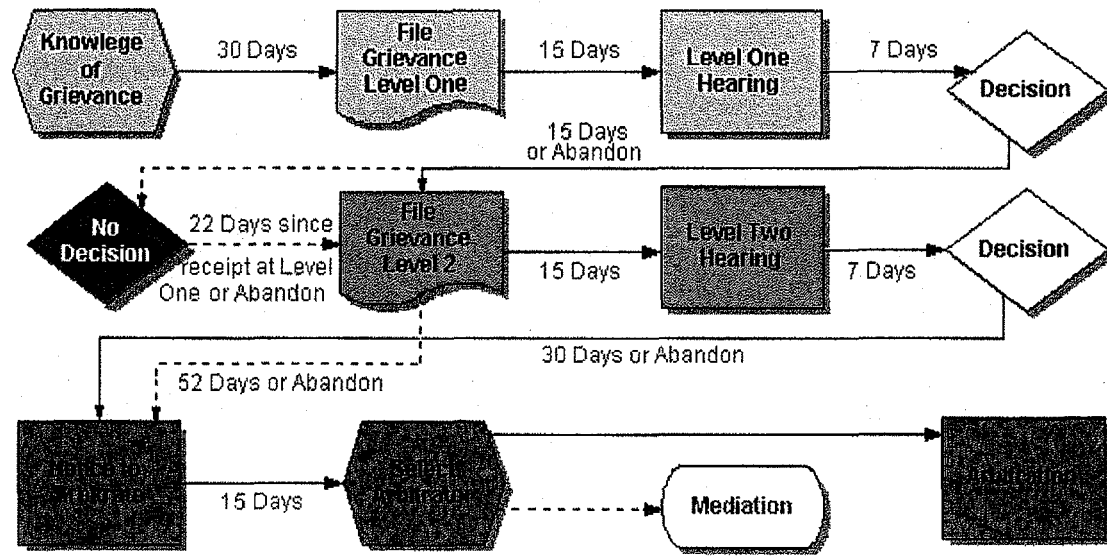 Knowlege
of
Grievance
30 Days
File
Grievance
Level One
15 Days
Level One
Hearing
7 Days
Decision
15 Days
or Abandon
No
Decision
22 Days since
receipt at Level
One or Abandon
File
Grievance
Level 2
15 Days
Level Two
Hearing
7 Days
Decision
30 Days or Abandon
52 Days or Abandon
15 Days
Mediation